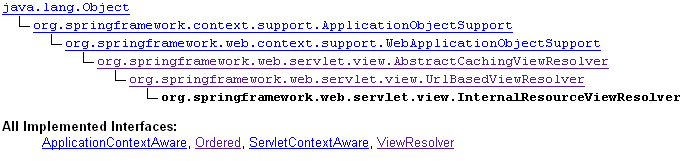 java.lang.Object
org.springframework.context.support.ApplicationObjectSupport
org.springframework.web.context.support.WebApplicationObjectSupport
org.springframework.web.servlet.view.AbstractCachingViewResolver
org.springframework.web.servlet.view.UrlBasedViewResolver
org.springframework.web.servlet.view.InternalResourceViewResolver
All Implemented Interfaces:
ApplicationContextAware, Ordered, ServletContextAware, ViewResolver